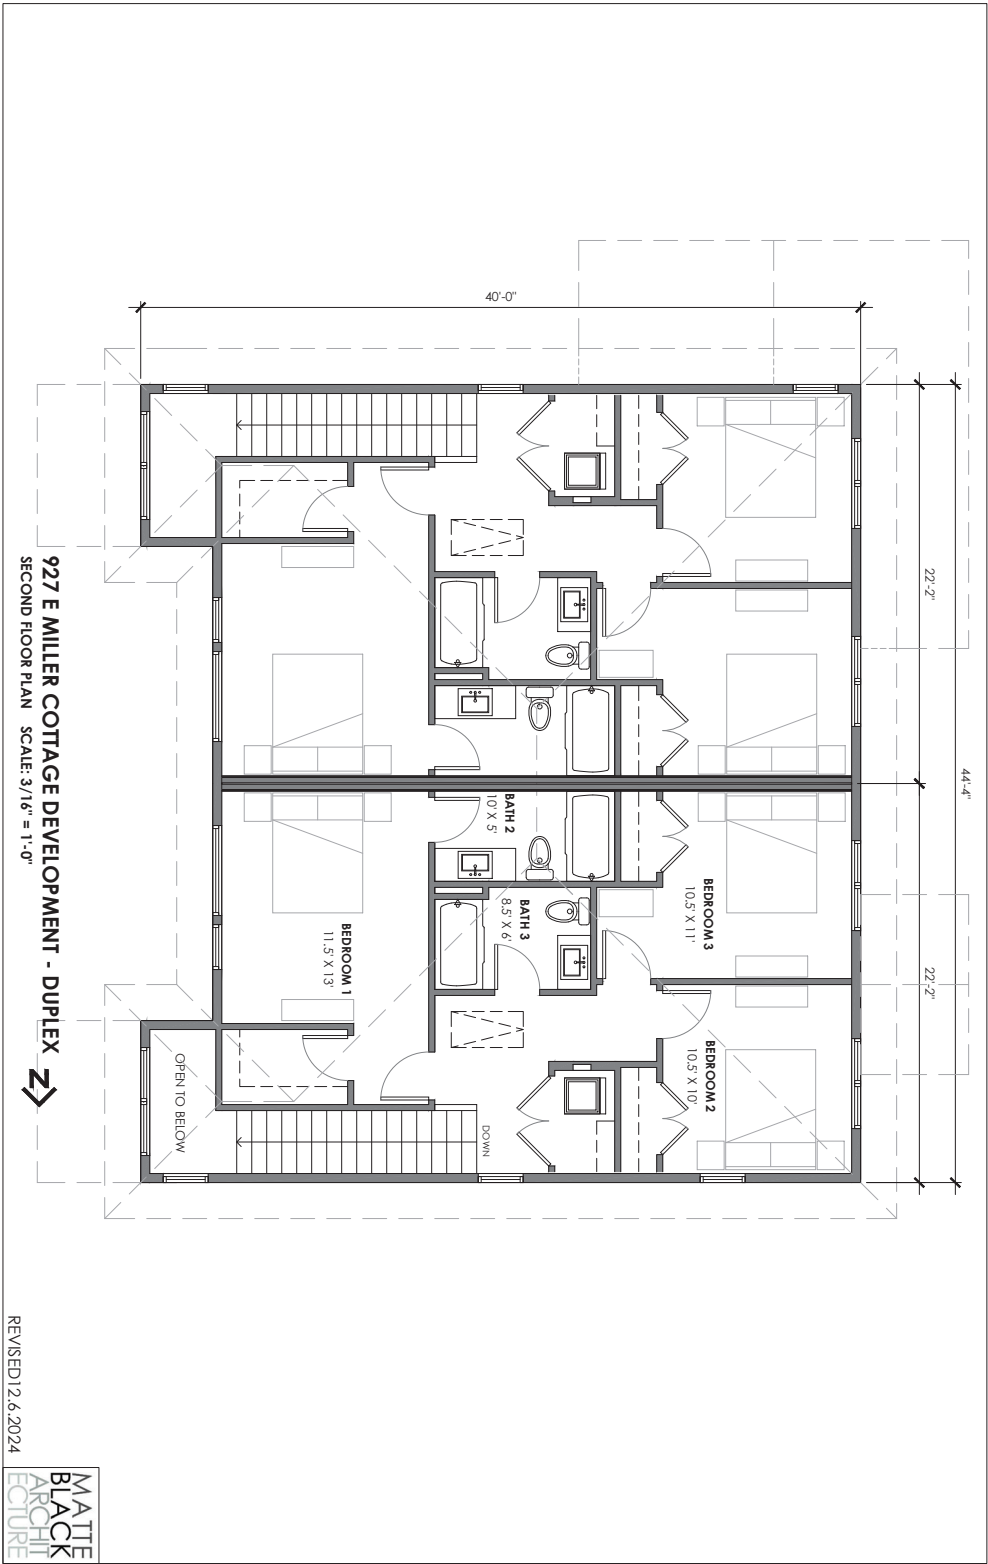 44'-4"
22'-2"
22'-2"
40'-0"
BEDROOM 3
10.5' X 11'
BEDROOM 2
10.5' X 10'
BATH 2
10' X 5'
BATH 3
8.5' X 6'
DOWN
BEDROOM 1
11.5' X 13'
OPEN TO BELOW
927 E MILLER COTTAGE DEVELOPMENT - DUPLEX
N
SECOND FLOOR PLAN SCALE: 3/16" = 1'-0"
REVISED12.6.2024
MATTE
BLACK
ARCHIT
ECTURE